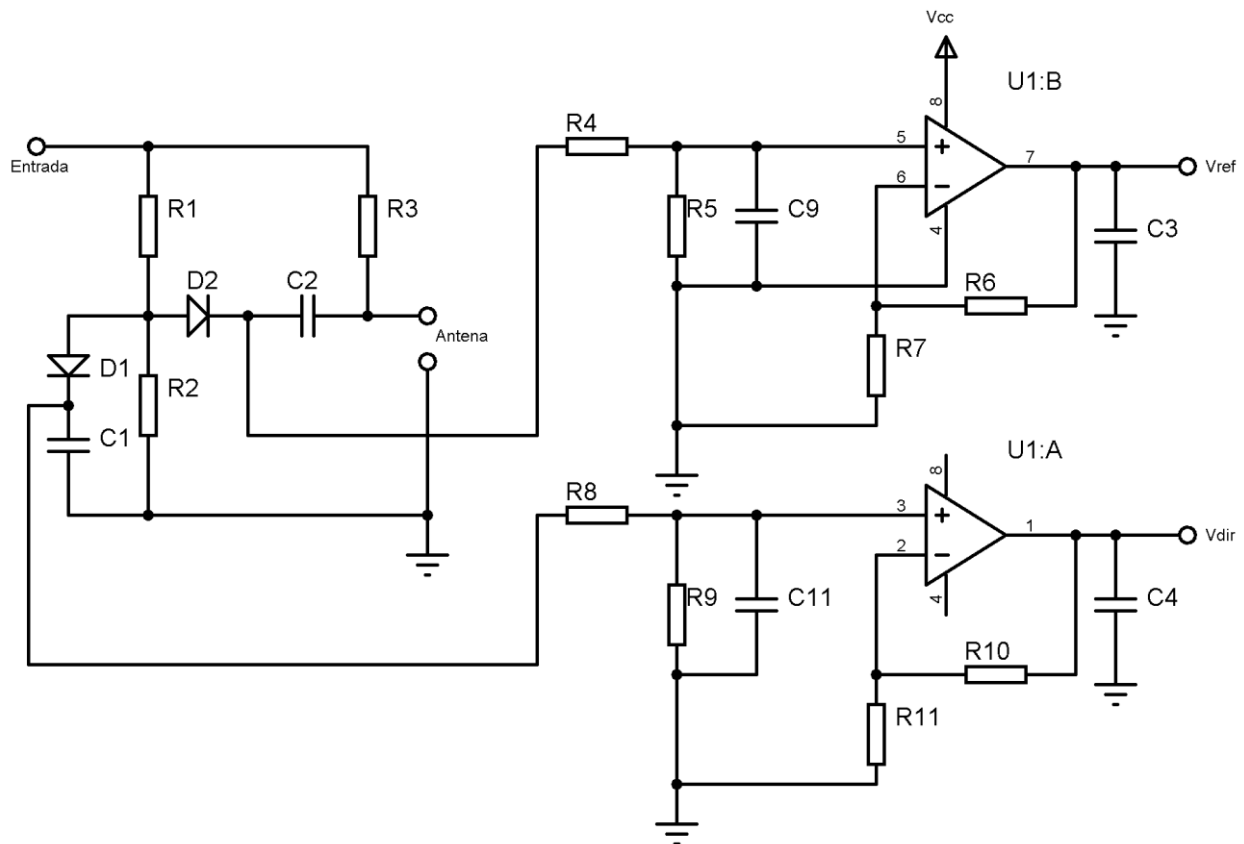 Vcc
U1:B
8
R4
5
+
Entrada
7
Vref
6
−
R1
R3
R5
C9
4
C3
D2
C2
R6
Antena
R7
D1
R2
C1
U1:A
8
R8
3
+
1
Vdir
2
−
R9
C11
4
C4
R10
R11